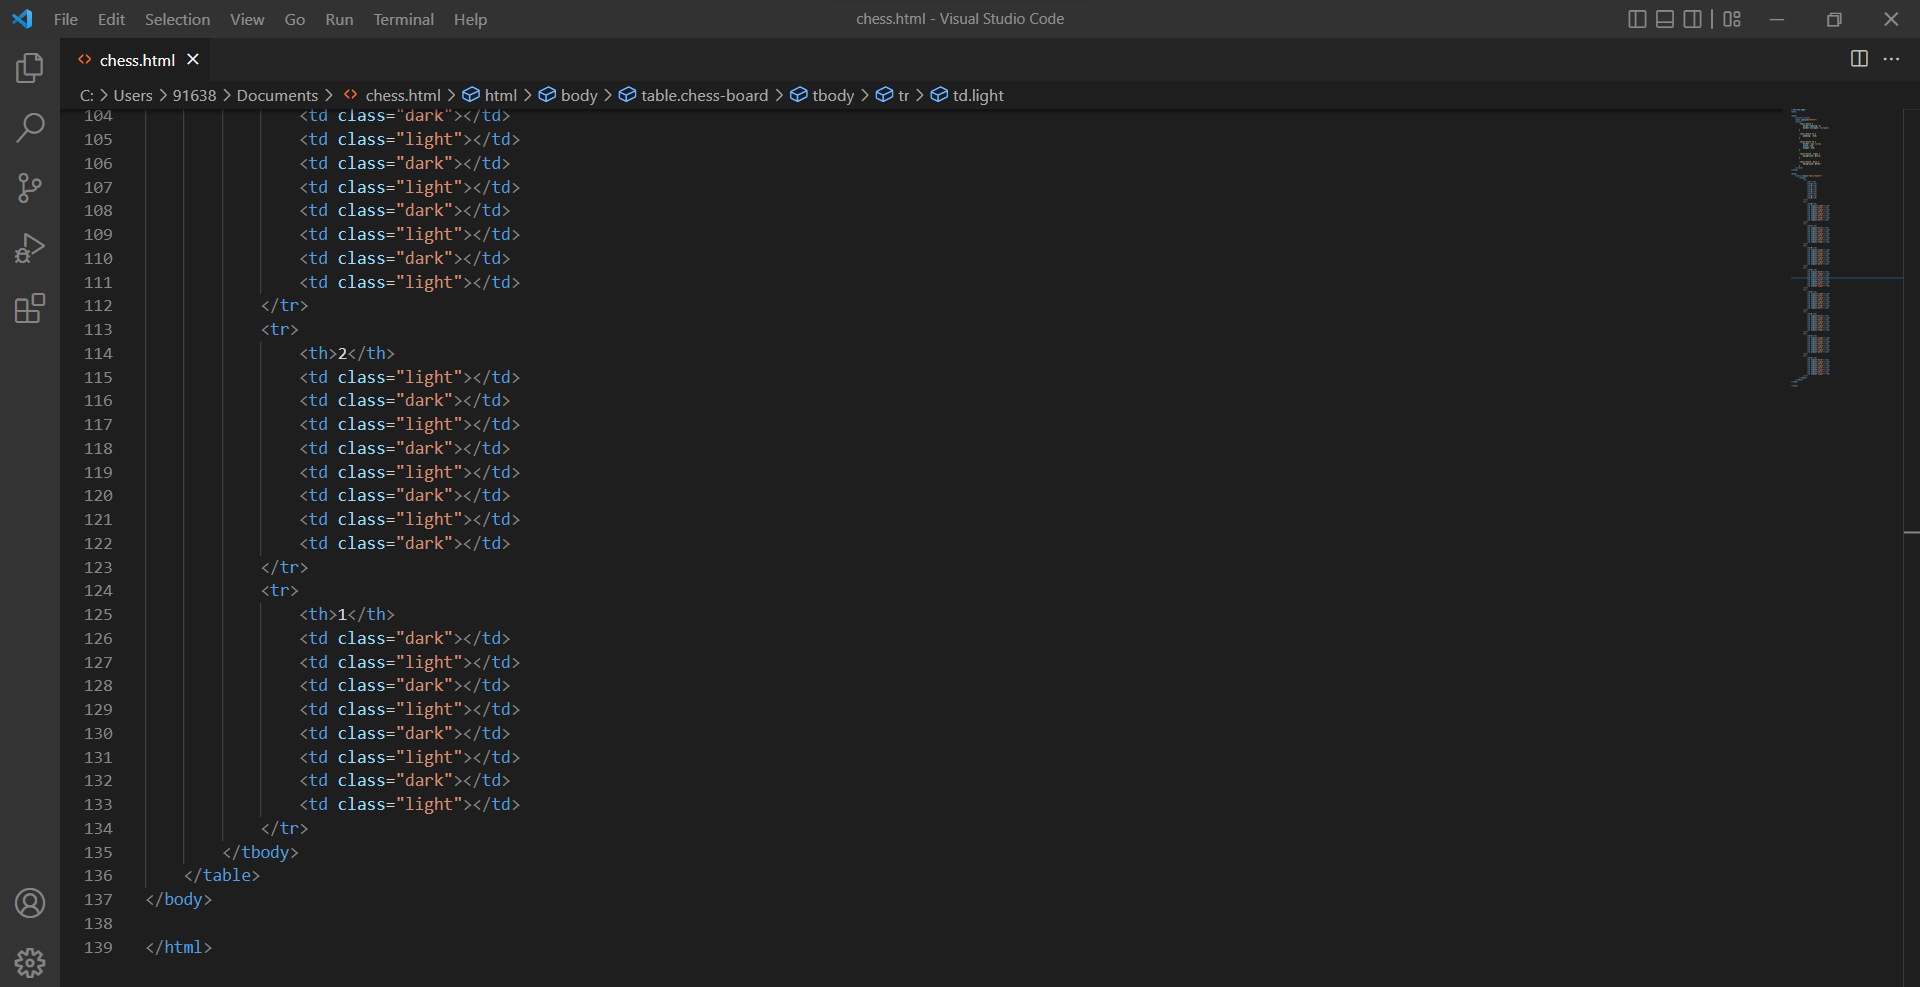 File Edit Selection View Go Run Terminal Help
chess.html - Visual Studio Code
chess.html
C: > Users > 91638 > Documents > chess.html > html > body > table.chess-board > tbody > tr > td.light
104 <td class="dark"></td>
105 <td class="light"></td>
106 <td class="dark"></td>
107 <td class="light"></td>
108 <td class="dark"></td>
109 <td class="light"></td>
110 <td class="dark"></td>
111 <td class="light"></td>
112 </tr>
113 <tr>
114 <th>2</th>
115 <td class="light"></td>
116 <td class="dark"></td>
117 <td class="light"></td>
118 <td class="dark"></td>
119 <td class="light"></td>
120 <td class="dark"></td>
121 <td class="light"></td>
122 <td class="dark"></td>
123 </tr>
124 <tr>
125 <th>1</th>
126 <td class="dark"></td>
127 <td class="light"></td>
128 <td class="dark"></td>
129 <td class="light"></td>
130 <td class="dark"></td>
131 <td class="light"></td>
132 <td class="dark"></td>
133 <td class="light"></td>
134 </tr>
135 </tbody>
136 </table>
137 </body>
138
139 </html>